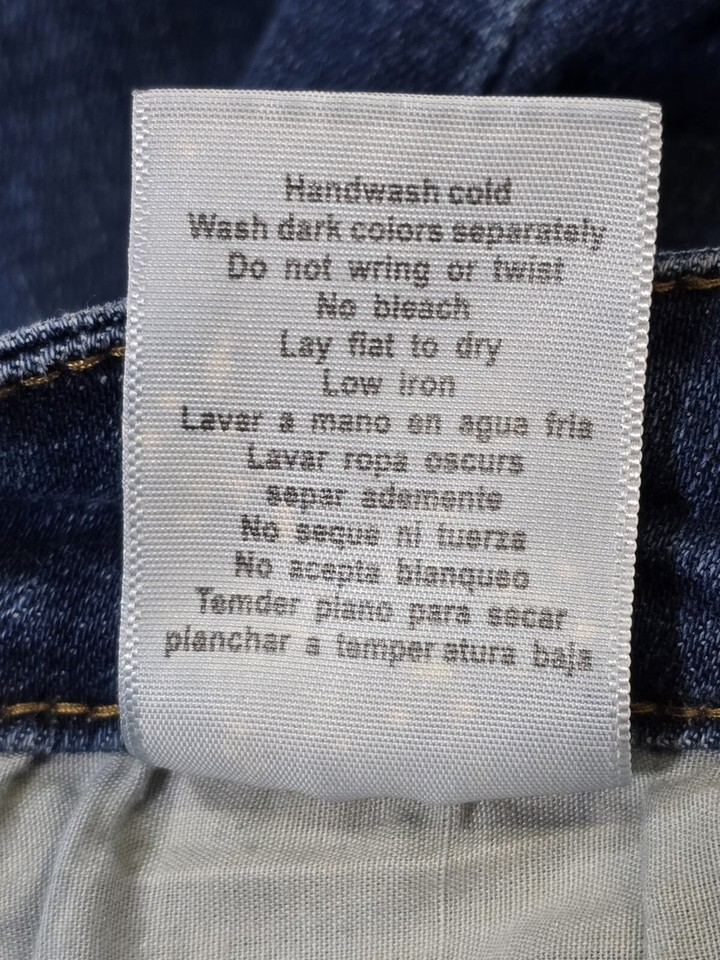 Handwash cold
Wash dark colors separately
Do not wring or twist
No bleach
Lay flat to dry
Low iron
Lavar a mano en agua fria
Lavar ropa oscurs
separ ademente
No seque ni tuerza
No acepta blanqueo
Temder plano para secar
planchar a temper atura baja